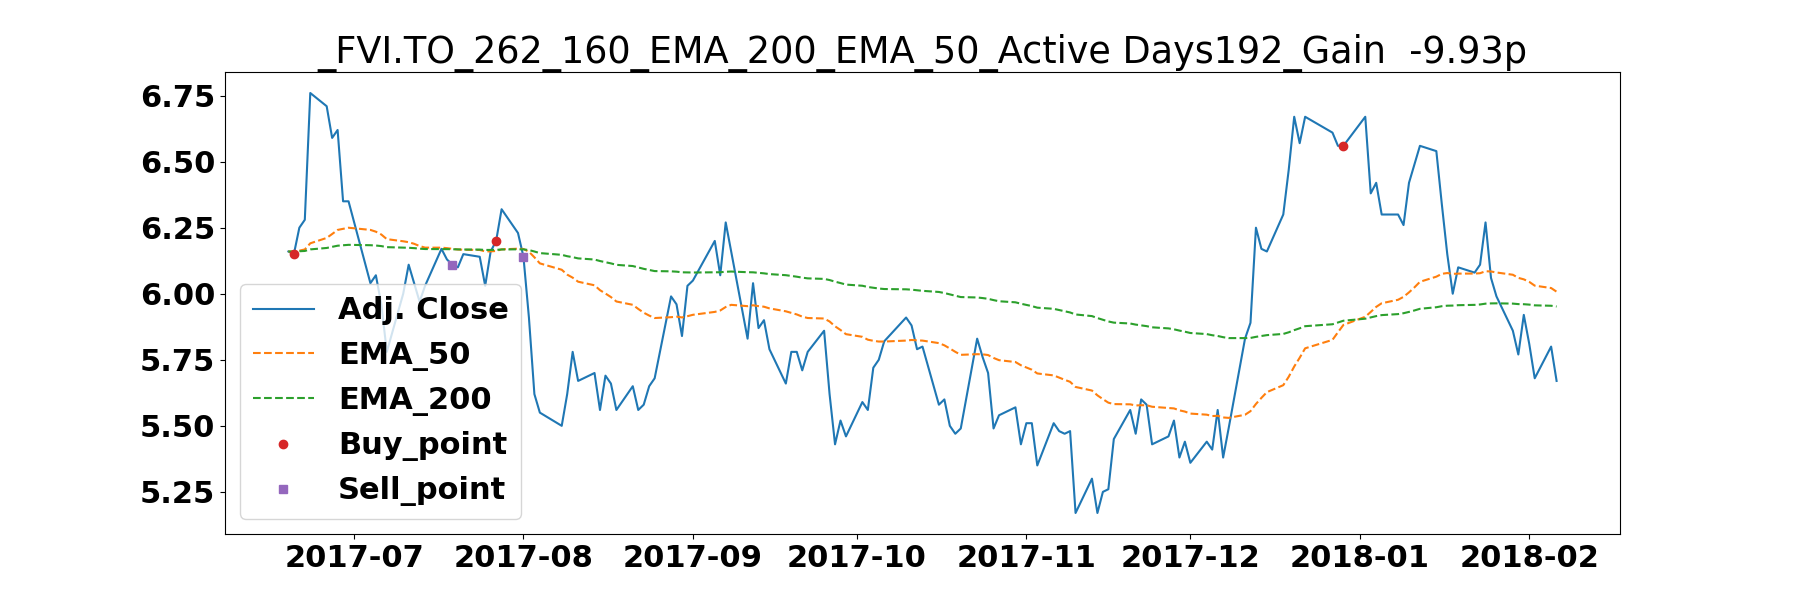 _FVI.TO_262_160_EMA_200_EMA_50_Active Days192_Gain  -9.93p
6.75
6.50
6.25
6.00
5.75
5.50
5.25
Adj. Close
EMA_50
EMA_200
Buy_point
Sell_point
2017-07 2017-08 2017-09 2017-10 2017-11 2017-12 2018-01 2018-02